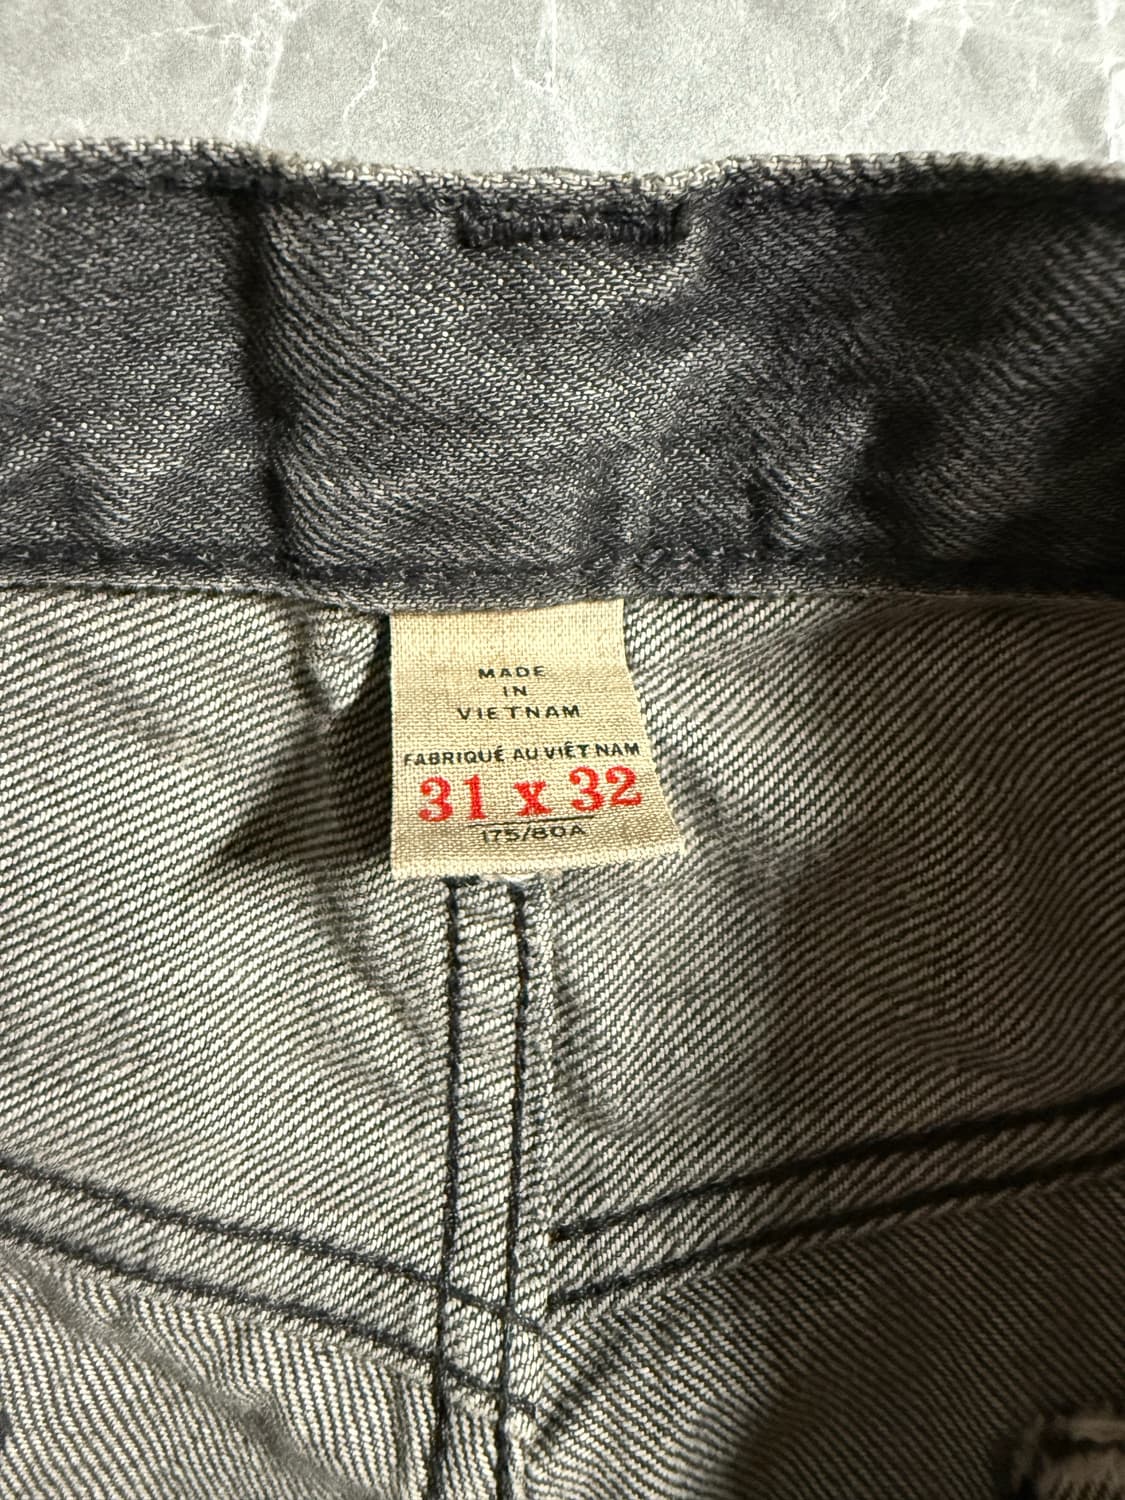 MADE
IN
VIETNAM
FABRIQUÉ AU VIÊT NAM
31 x 32
175/80A